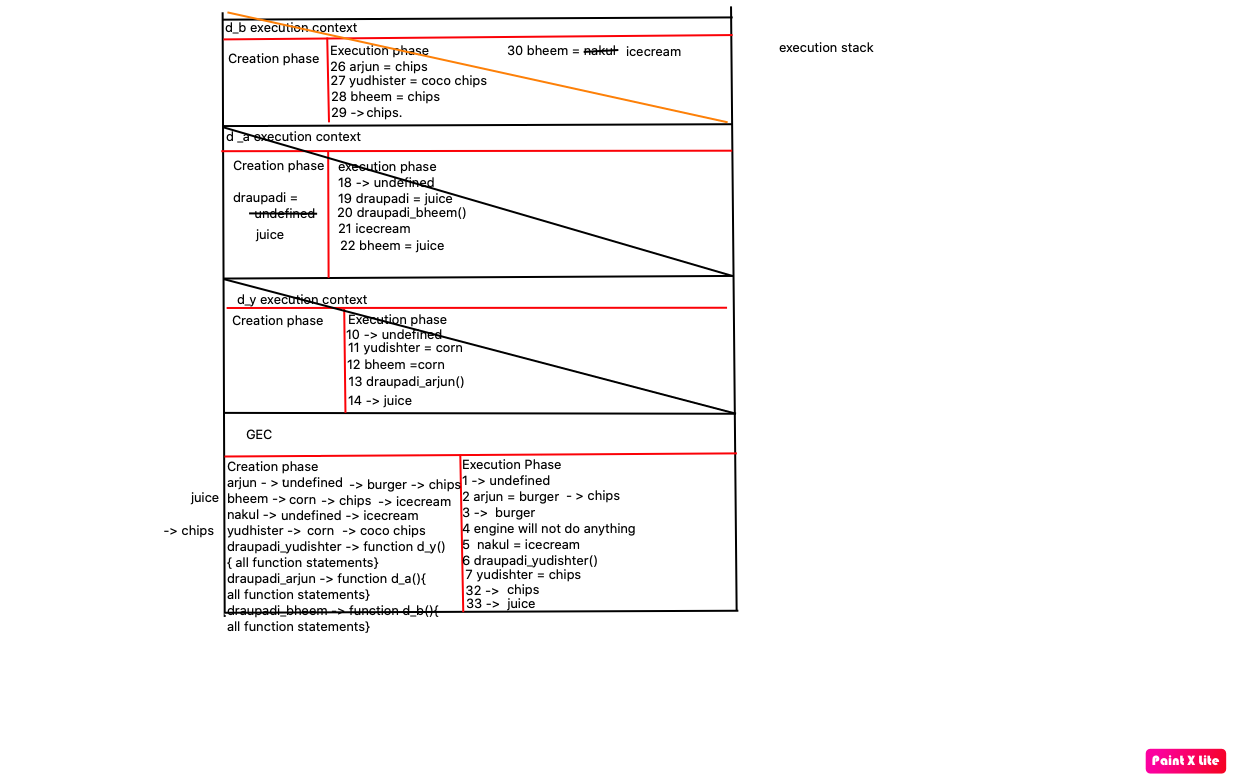 d_b execution context
Creation phase
Execution phase
26 arjun = chips
27 yudhister = coco chips
28 bheem = chips
29 -> chips.
30 bheem = nakul icecream
execution stack
d _a execution context
Creation phase
draupadi =
undefined
juice
execution phase
18 -> undefined
19 draupadi = juice
20 draupadi_bheem()
21 icecream
22 bheem = juice
d_y execution context
Creation phase
Execution phase
10 -> undefined
11 yudishter = corn
12 bheem =corn
13 draupadi_arjun()
14 -> juice
GEC
Creation phase
arjun - > undefined -> burger -> chips
juice bheem -> corn -> chips -> icecream
nakul -> undefined -> icecream
-> chips yudhister -> corn -> coco chips
draupadi_yudishter -> function d_y()
{ all function statements}
draupadi_arjun -> function d_a(){
all function statements}
draupadi_bheem -> function d_b(){
all function statements}
Execution Phase
1 -> undefined
2 arjun = burger - > chips
3 -> burger
4 engine will not do anything
5 nakul = icecream
6 draupadi_yudishter()
7 yudishter = chips
32 -> chips
33 -> juice
Paint X Lite